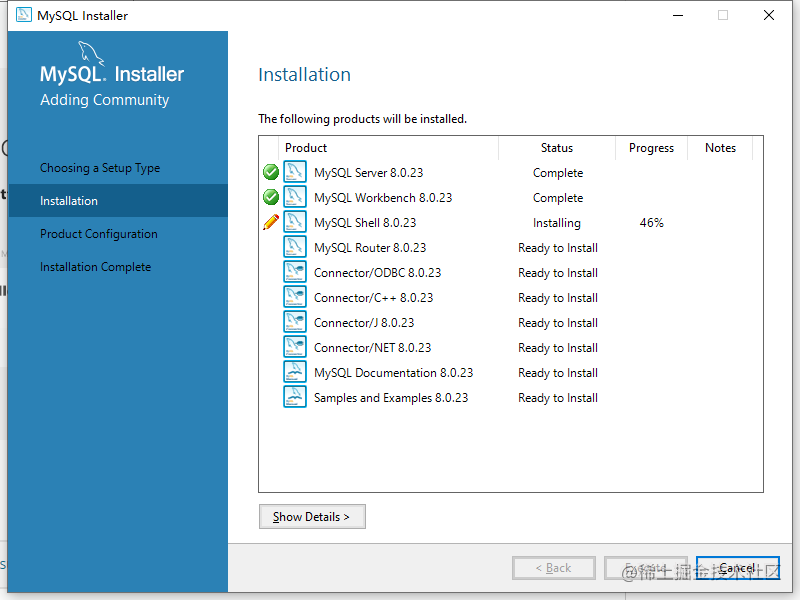 MySQL Installer
MySQL. Installer
Adding Community
Choosing a Setup Type
Installation
Product Configuration
Installation Complete
Installation
The following products will be installed.
Product Status Progress Notes
MySQL Server 8.0.23 Complete
MySQL Workbench 8.0.23 Complete
MySQL Shell 8.0.23 Installing 46%
MySQL Router 8.0.23 Ready to Install
Connector/ODBC 8.0.23 Ready to Install
Connector/C++ 8.0.23 Ready to Install
Connector/J 8.0.23 Ready to Install
Connector/NET 8.0.23 Ready to Install
MySQL Documentation 8.0.23 Ready to Install
Samples and Examples 8.0.23 Ready to Install
Show Details >
< Back Cancel
@稀土掘金技术社区